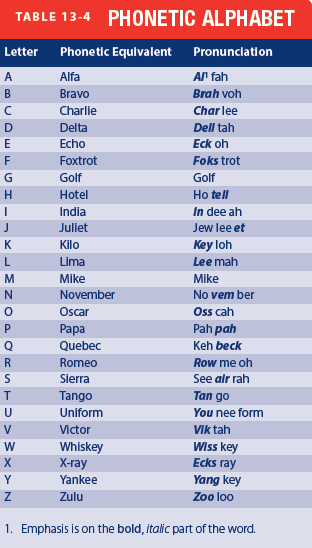 TABLE 13-4 PHONETIC ALPHABET
Letter Phonetic Equivalent Pronunciation
A Alfa Al¹ fah
B Bravo Brah voh
C Charlie Char lee
D Delta Dell tah
E Echo Eck oh
F Foxtrot Foks trot
G Golf Golf
H Hotel Ho tell
I India In dee ah
J Juliet Jew lee et
K Kilo Key loh
L Lima Lee mah
M Mike Mike
N November No vem ber
O Oscar Oss cah
P Papa Pah pah
Q Quebec Keh beck
R Romeo Row me oh
S Sierra See air rah
T Tango Tan go
U Uniform You nee form
V Victor Vik tah
W Whiskey Wiss key
X X-ray Ecks ray
Y Yankee Yang key
Z Zulu Zoo loo
1. Emphasis is on the bold, italic part of the word.